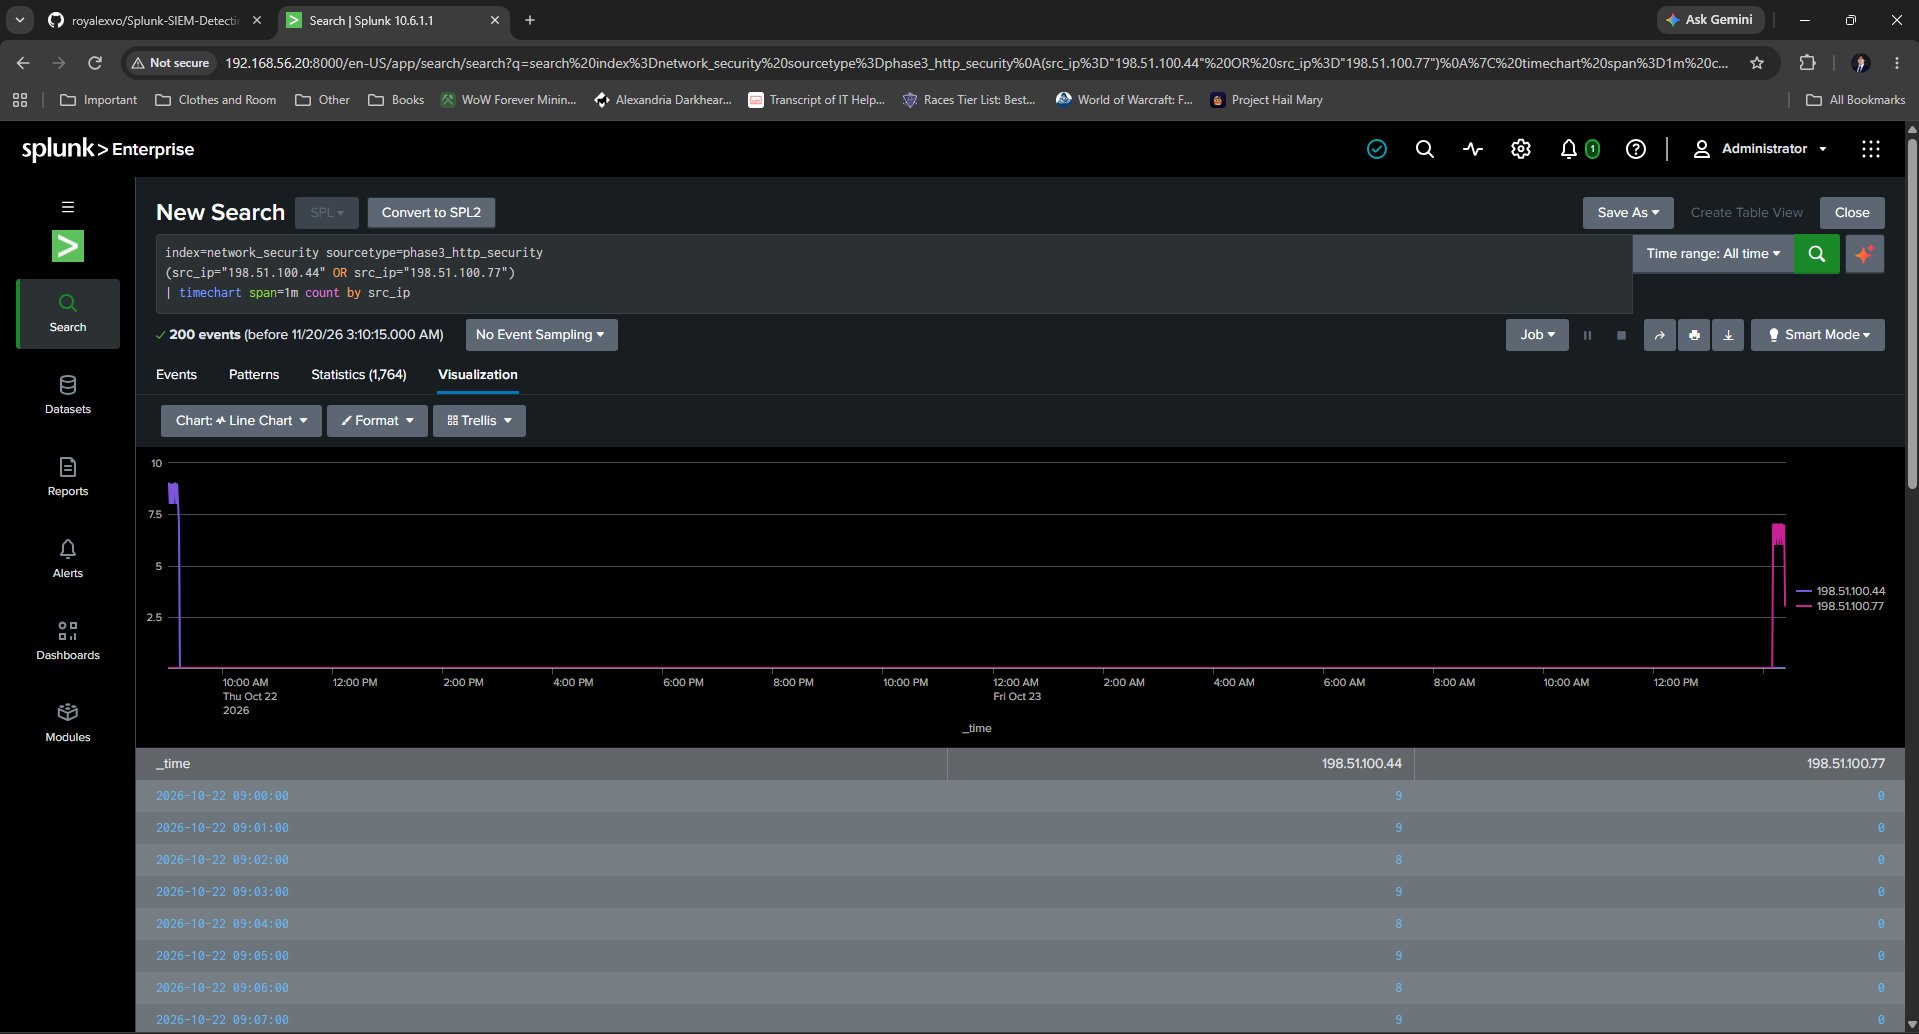 royalexvo/Splunk-SIEM-Detectio
Search | Splunk 10.6.1.1
Ask Gemini
Not secure
192.168.56.20:8000/en-US/app/search/search?q=search%20index%3Dnetwork_security%20sourcetype%3Dphase3_http_security%0A(src_ip%3D"198.51.100.44"%20OR%20src_ip%3D"198.51.100.77")%0A%7C%20timechart%20span%3D1m%20c...
Important
Clothes and Room
Other
Books
WoW Forever Minin...
Alexandria Darkhear...
Transcript of IT Help...
Races Tier List: Best...
World of Warcraft: F...
Project Hail Mary
All Bookmarks
splunk> Enterprise
1
Administrator
Search
Datasets
Reports
Alerts
Dashboards
Modules
New Search
SPL
Convert to SPL2
Save As
Create Table View
Close
index=network_security sourcetype=phase3_http_security
(src_ip="198.51.100.44" OR src_ip="198.51.100.77")
| timechart span=1m count by src_ip
Time range: All time
200 events (before 11/20/26 3:10:15.000 AM)
No Event Sampling
Job
Smart Mode
Events
Patterns
Statistics (1,764)
Visualization
Chart: Line Chart
Format
Trellis
10
7.5
5
2.5
198.51.100.44
198.51.100.77
10:00 AM
Thu Oct 22
2026
12:00 PM
2:00 PM
4:00 PM
6:00 PM
8:00 PM
10:00 PM
12:00 AM
Fri Oct 23
2:00 AM
4:00 AM
6:00 AM
8:00 AM
10:00 AM
12:00 PM
_time
_time 198.51.100.44 198.51.100.77
2026-10-22 09:00:00 9 0
2026-10-22 09:01:00 9 0
2026-10-22 09:02:00 8 0
2026-10-22 09:03:00 9 0
2026-10-22 09:04:00 8 0
2026-10-22 09:05:00 9 0
2026-10-22 09:06:00 8 0
2026-10-22 09:07:00 9 0